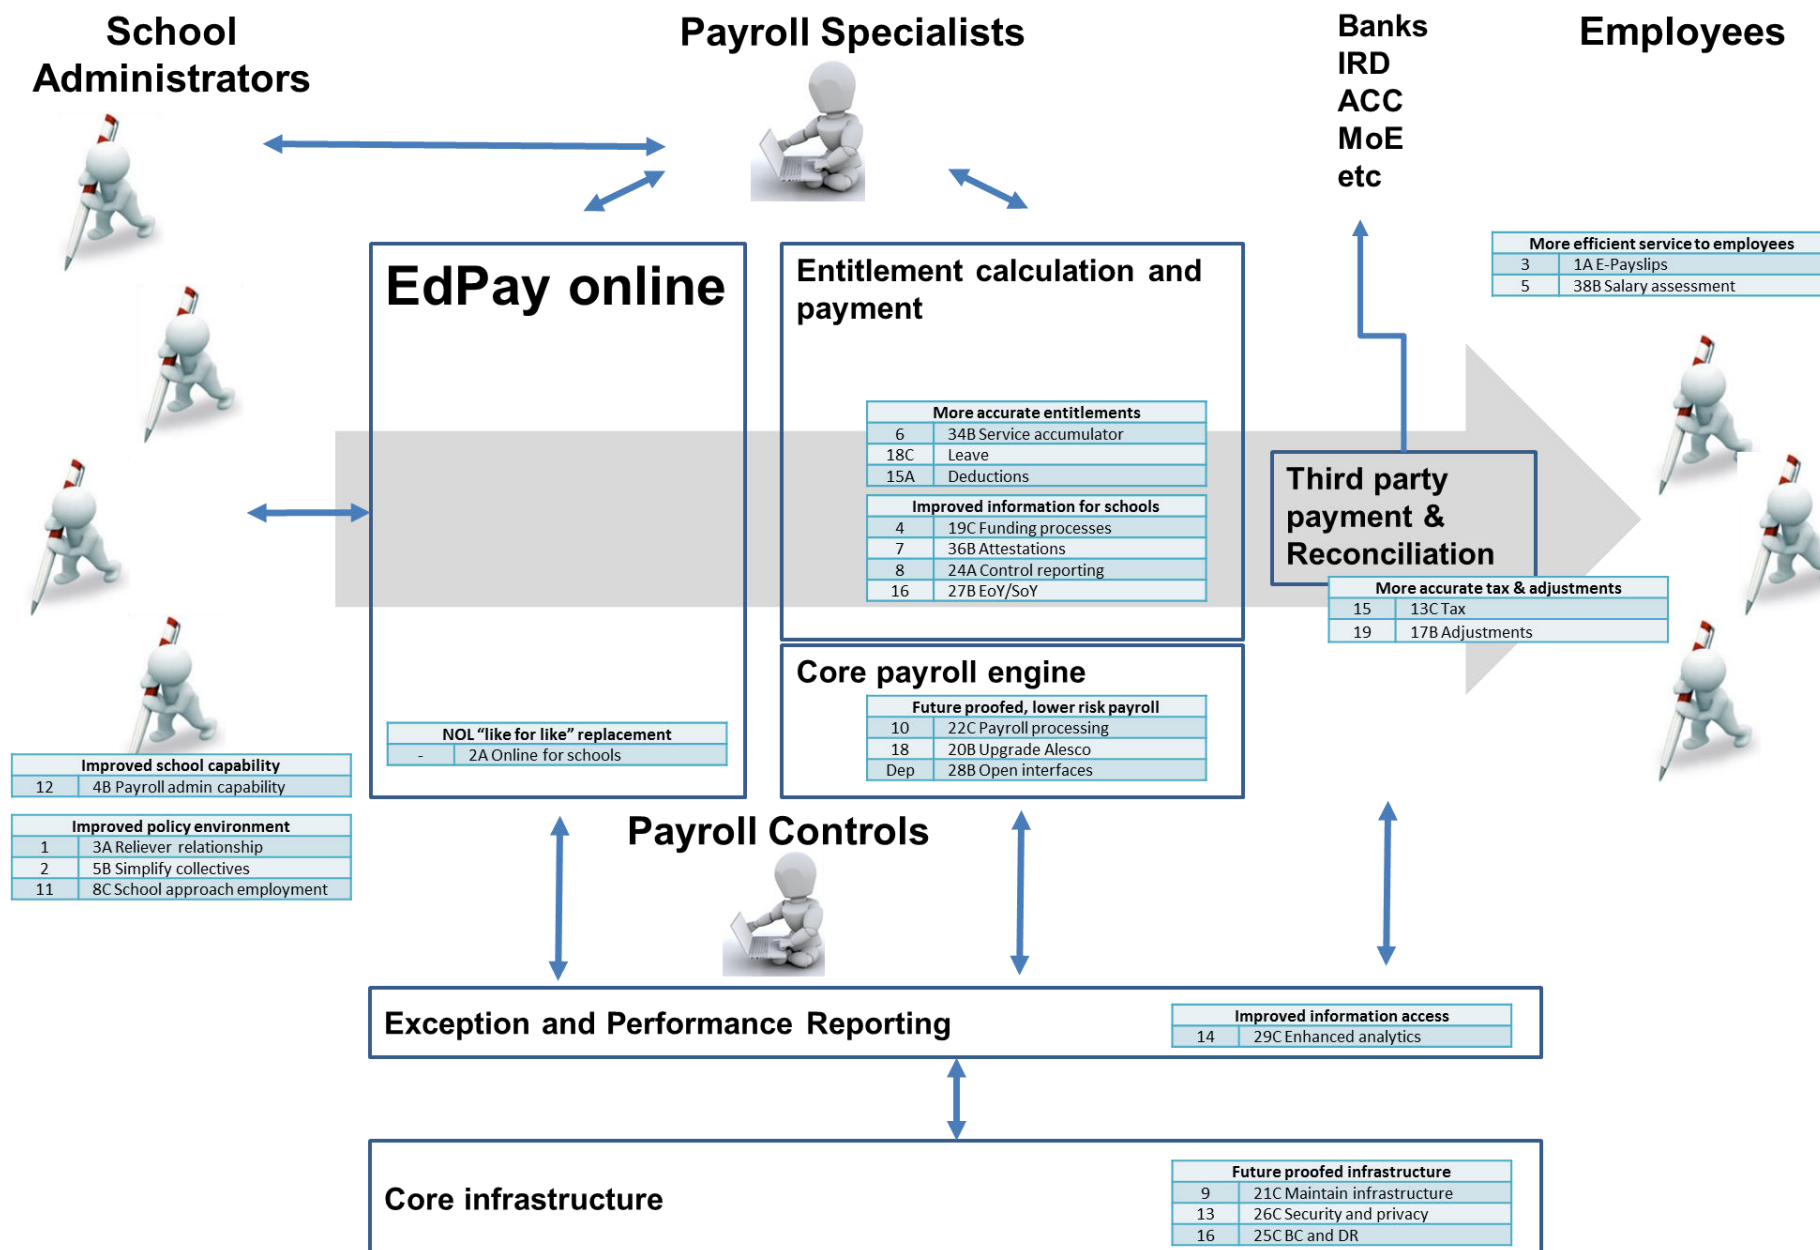 School
Administrators
Payroll Specialists
Banks
IRD
ACC
MoE
etc
Employees
More efficient service to employees
3 1A E-Payslips
5 38B Salary assessment
EdPay online
Entitlement calculation and
payment
More accurate entitlements
6 34B Service accumulator
18C Leave
15A Deductions
Improved information for schools
4 19C Funding processes
7 36B Attestations
8 24A Control reporting
16 27B EoY/SoY
Third party
payment &
Reconciliation
More accurate tax & adjustments
15 13C Tax
19 17B Adjustments
Core payroll engine
Future proofed, lower risk payroll
10 22C Payroll processing
18 20B Upgrade Alesco
Dep 28B Open interfaces
NOL “like for like” replacement
- 2A Online for schools
Improved school capability
12 4B Payroll admin capability
Improved policy environment
1 3A Reliever relationship
2 5B Simplify collectives
11 8C School approach employment
Payroll Controls
Exception and Performance Reporting
Improved information access
14 29C Enhanced analytics
Core infrastructure
Future proofed infrastructure
9 21C Maintain infrastructure
13 26C Security and privacy
16 25C BC and DR